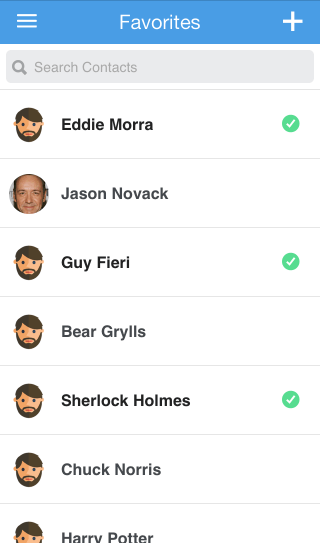 Favorites
Search Contacts
Eddie Morra
Jason Novack
Guy Fieri
Bear Grylls
Sherlock Holmes
Chuck Norris
Harry Potter